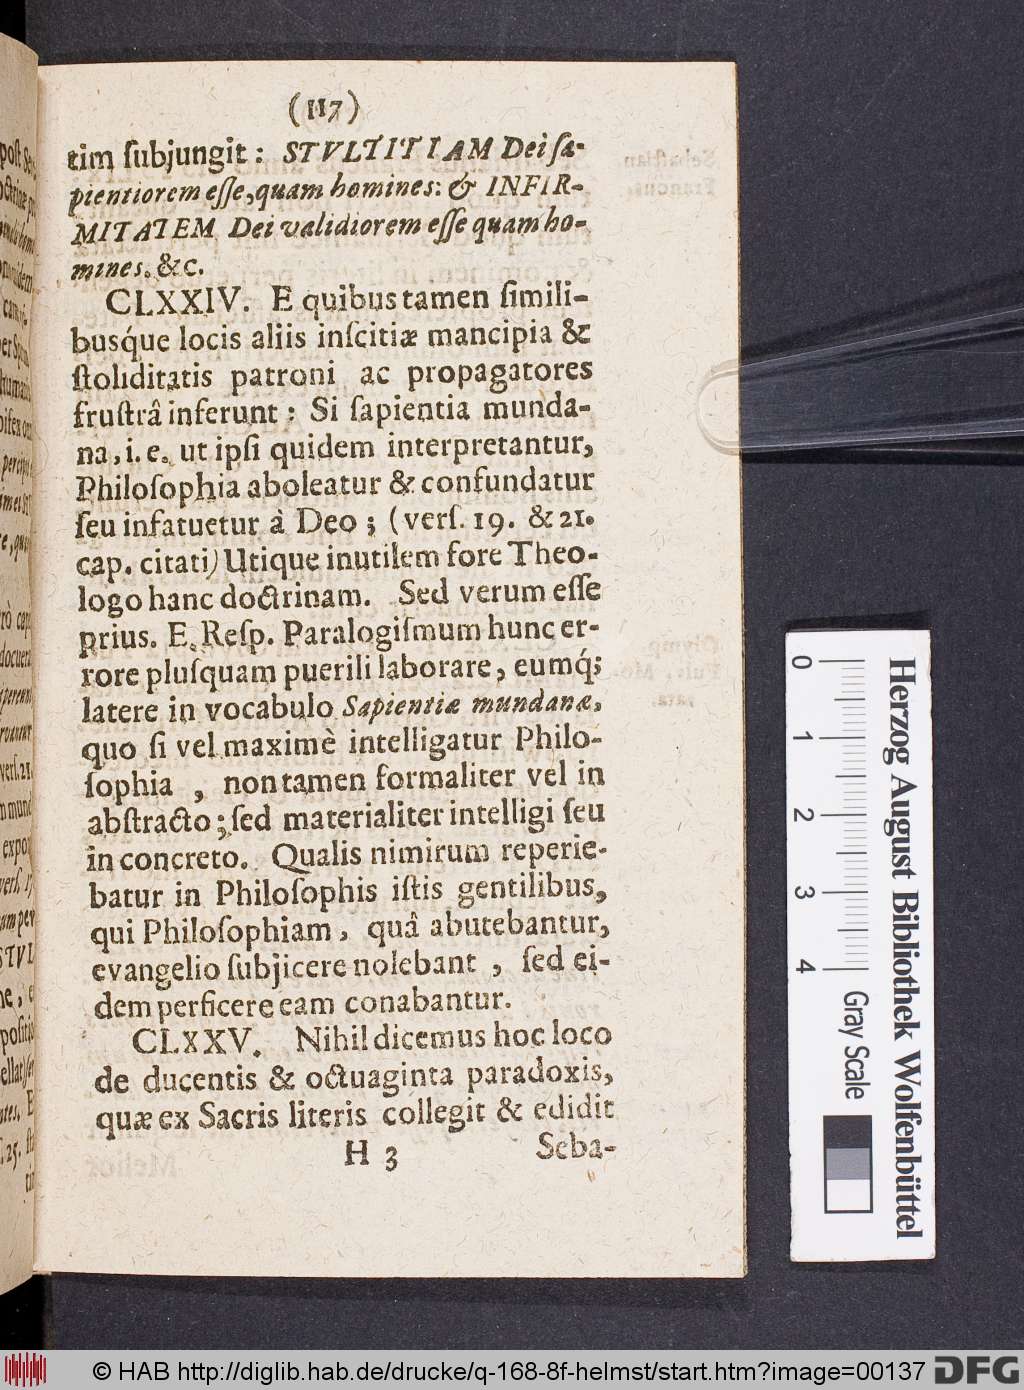 (117)
tim ſubjungit: STVLTITIAM Dei ſa-
pientiorem eſſe, quam homines: & INFIR-
MITATEM Dei validiorem eſſe quam ho-
mines. &c.
CLXXIV. E quibus tamen ſimili-
busq́ue locis aliis inſcitiæ mancipia &
ſtoliditatis patroni ac propagatores
fruſtrâ inferunt: Si ſapientia munda-
na, i. e. ut ipſi quidem interpretantur,
Philoſophia aboleatur & confundatur
ſeu infatuetur à Deo; (verſ. 19. & 21.
cap. citati) Utique inutilem fore Theo-
logo hanc doctrinam. Sed verum eſſe
prius. E. Reſp. Paralogiſmum hunc er-
rore pluſquam puerili laborare, eumq́;
latere in vocabulo Sapientiæ mundanæ,
quo ſi vel maximè intelligatur Philo-
ſophia, non tamen formaliter vel in
abſtracto; ſed materialiter intelligi ſeu
in concreto. Qualis nimirum reperie-
batur in Philoſophis iſtis gentilibus,
qui Philoſophiam, quâ abutebantur,
evangelio ſubjicere nolebant, ſed ei-
dem perficere eam conabantur.
CLXXV. Nihil dicemus hoc loco
de ducentis & octuaginta paradoxis,
quæ ex Sacris literis collegit & edidit
H 3 Seba-
0 1 2 3 4
Gray Scale
Herzog August Bibliothek Wolfenbüttel
© HAB http://diglib.hab.de/drucke/q-168-8f-helmst/start.htm?image=00137
DFG